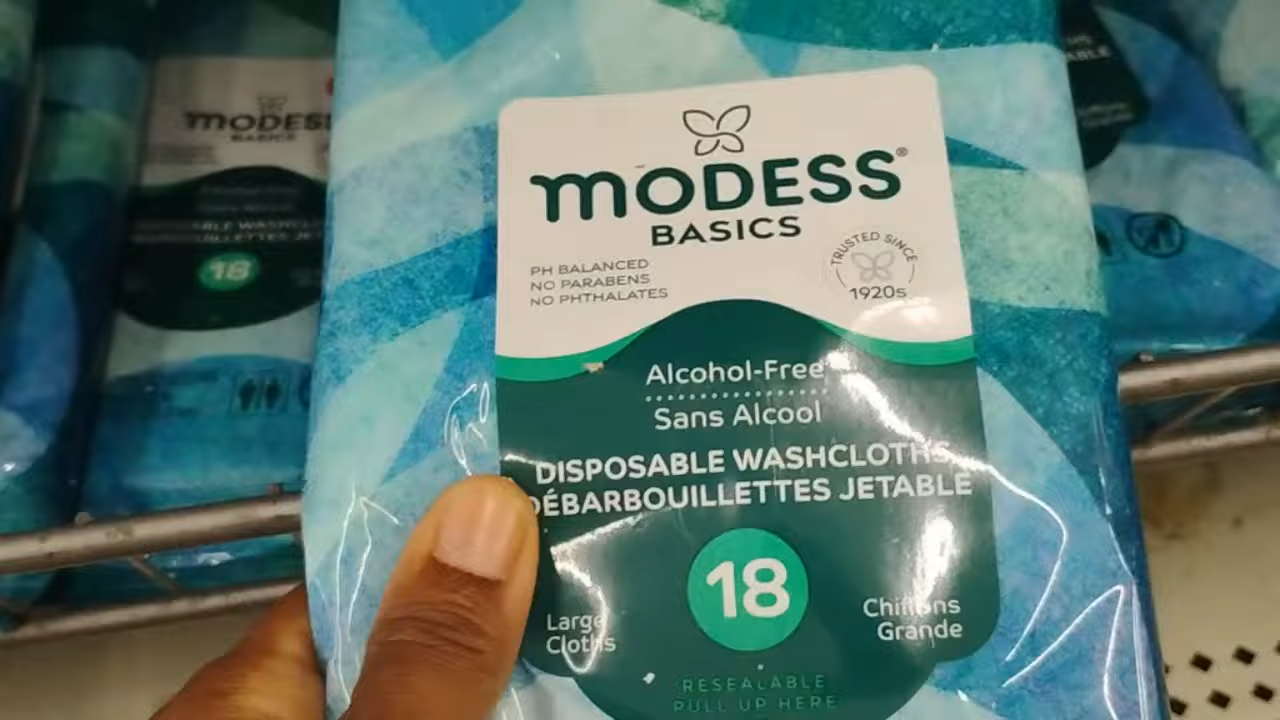 MODESS®
BASICS
PH BALANCED
NO PARABENS
NO PHTHALATES
TRUSTED SINCE
1920s
Alcohol-Free
Sans Alcool
DISPOSABLE WASHCLOTHS
DÉBARBOUILLETTES JETABLE
18
Large
Cloths
Chiffons
Grande
RESEALABLE
PULL UP HERE
MODESS
BASICS
18